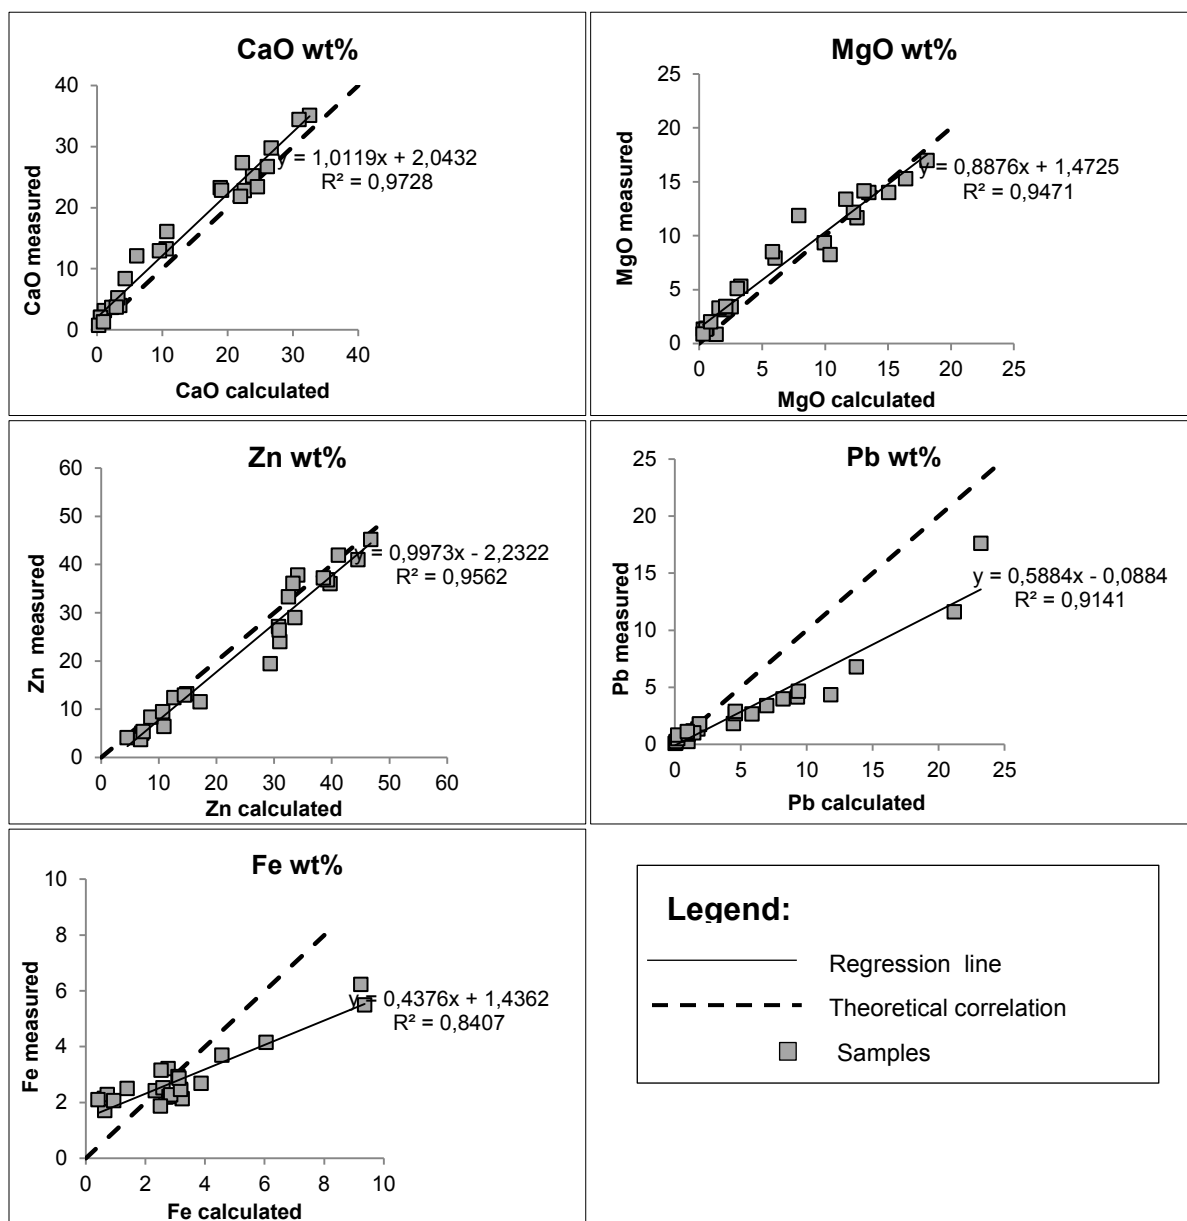 CaO wt%
40
30
20
10
0
0
10
20
30
40
CaO measured
CaO calculated
y = 1,0119x + 2,0432
R² = 0,9728
MgO wt%
25
20
15
10
5
0
0
5
10
15
20
25
MgO measured
MgO calculated
y = 0,8876x + 1,4725
R² = 0,9471
Zn wt%
60
50
40
30
20
10
0
0
10
20
30
40
50
60
Zn measured
Zn calculated
y = 0,9973x - 2,2322
R² = 0,9562
Pb wt%
25
20
15
10
5
0
0
5
10
15
20
25
Pb measured
Pb calculated
y = 0,5884x - 0,0884
R² = 0,9141
Fe wt%
10
8
6
4
2
0
0
2
4
6
8
10
Fe measured
Fe calculated
y = 0,4376x + 1,4362
R² = 0,8407
Legend:
Regression line
Theoretical correlation
Samples